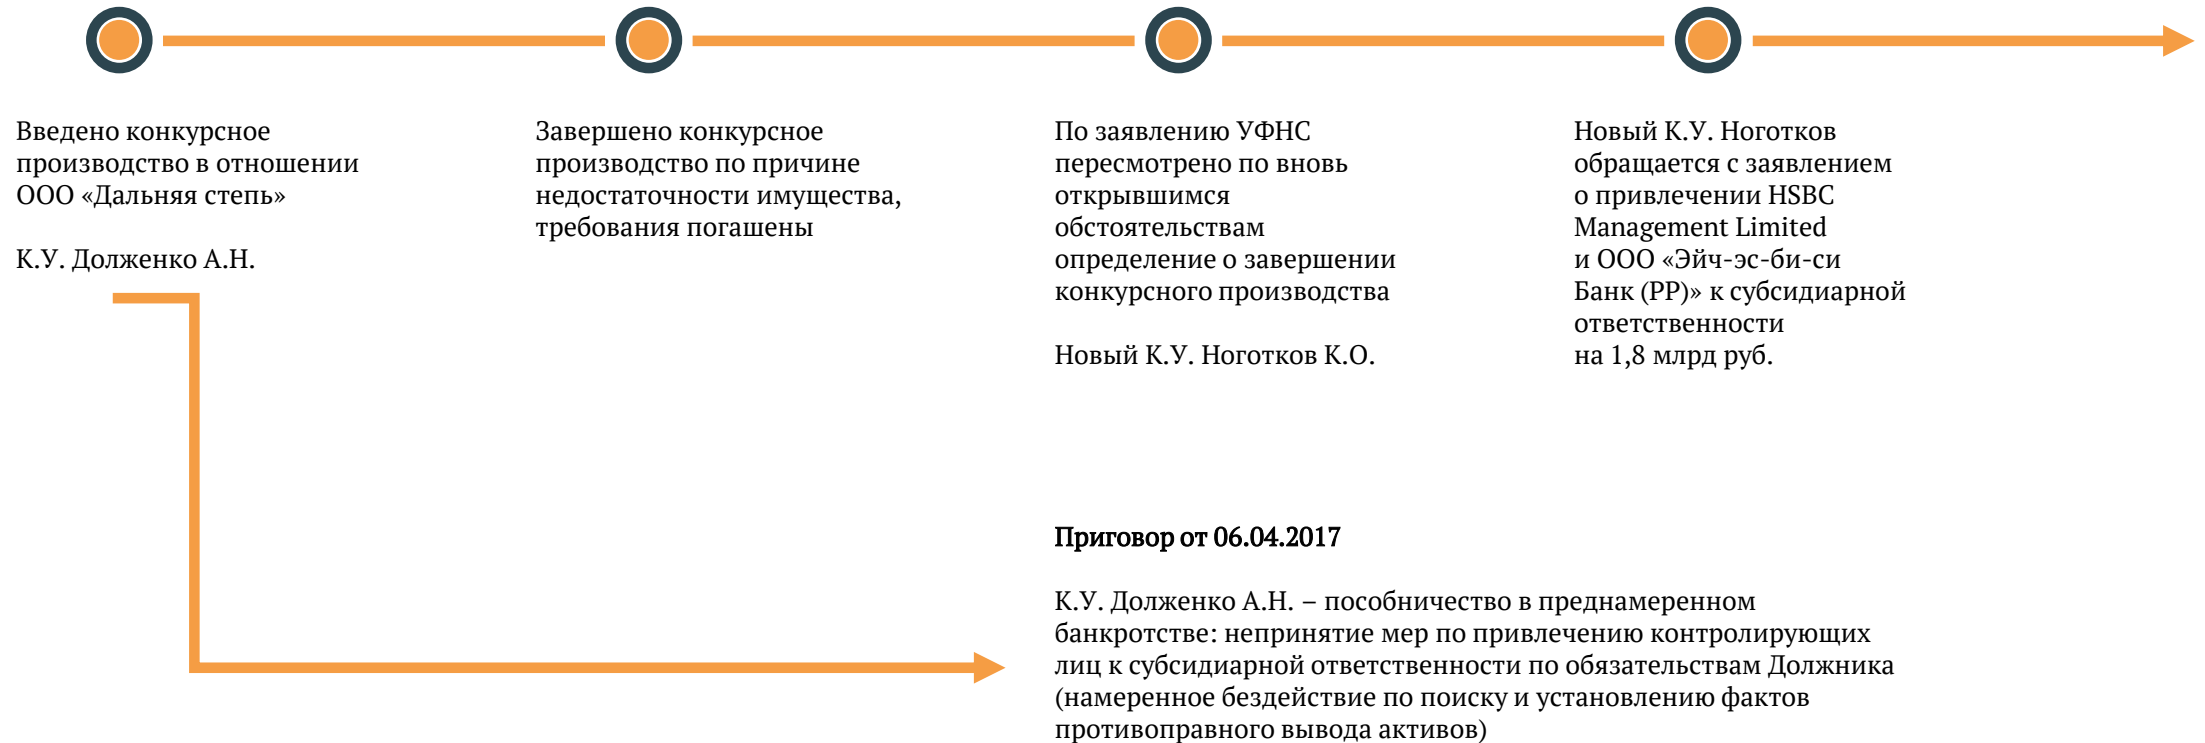 Введено конкурсное
производство в отношении
ООО «Дальняя степь»
К.У. Долженко А.Н.
Завершено конкурсное
производство по причине
недостаточности имущества,
требования погашены
По заявлению УФНС
пересмотрено по вновь
открывшимся
обстоятельствам
определение о завершении
конкурсного производства
Новый К.У. Ноготков К.О.
Новый К.У. Ноготков
обращается с заявлением
о привлечении HSBC
Management Limited
и ООО «Эйч-эс-би-си
Банк (РР)» к субсидиарной
ответственности
на 1,8 млрд руб.
Приговор от 06.04.2017
К.У. Долженко А.Н. – пособничество в преднамеренном
банкротстве: непринятие мер по привлечению контролирующих
лиц к субсидиарной ответственности по обязательствам Должника
(намеренное бездействие по поиску и установлению фактов
противоправного вывода активов)